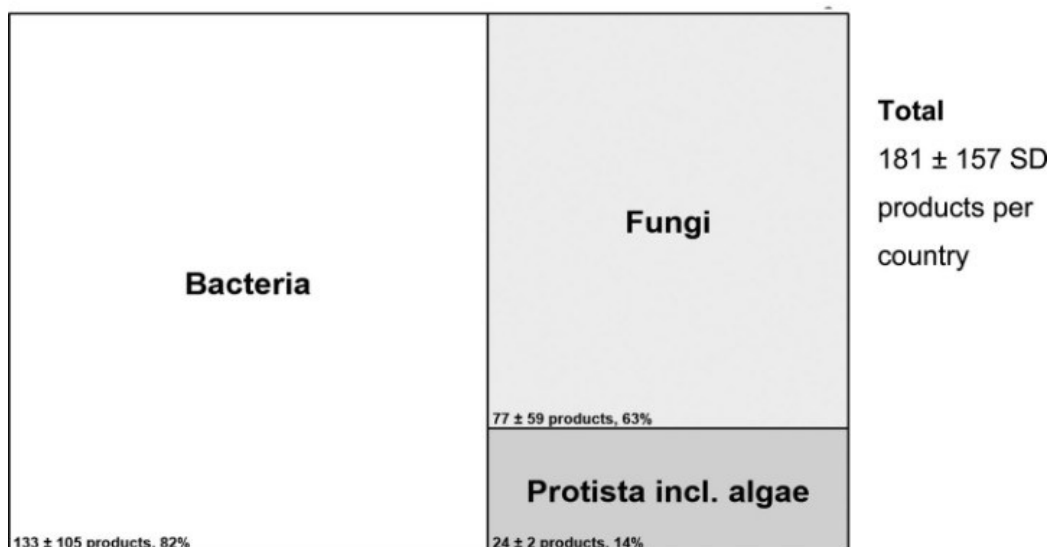 Bacteria
133 ± 105 products, 82%
Fungi
77 ± 59 products, 63%
Protista incl. algae
24 ± 2 products, 14%
Total
181 ± 157 SD
products per
country